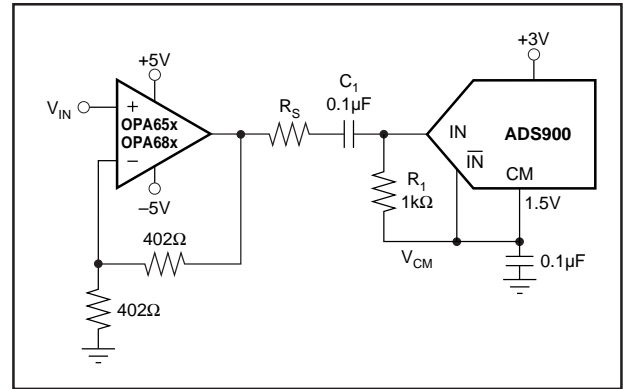 +5V
V_IN
+
OPA65x
OPA68x
–
–5V
402Ω
402Ω
R_S
C_1
0.1µF
R_1
1kΩ
V_CM
+3V
IN
ADS900
I̅N̅
CM
1.5V
0.1µF